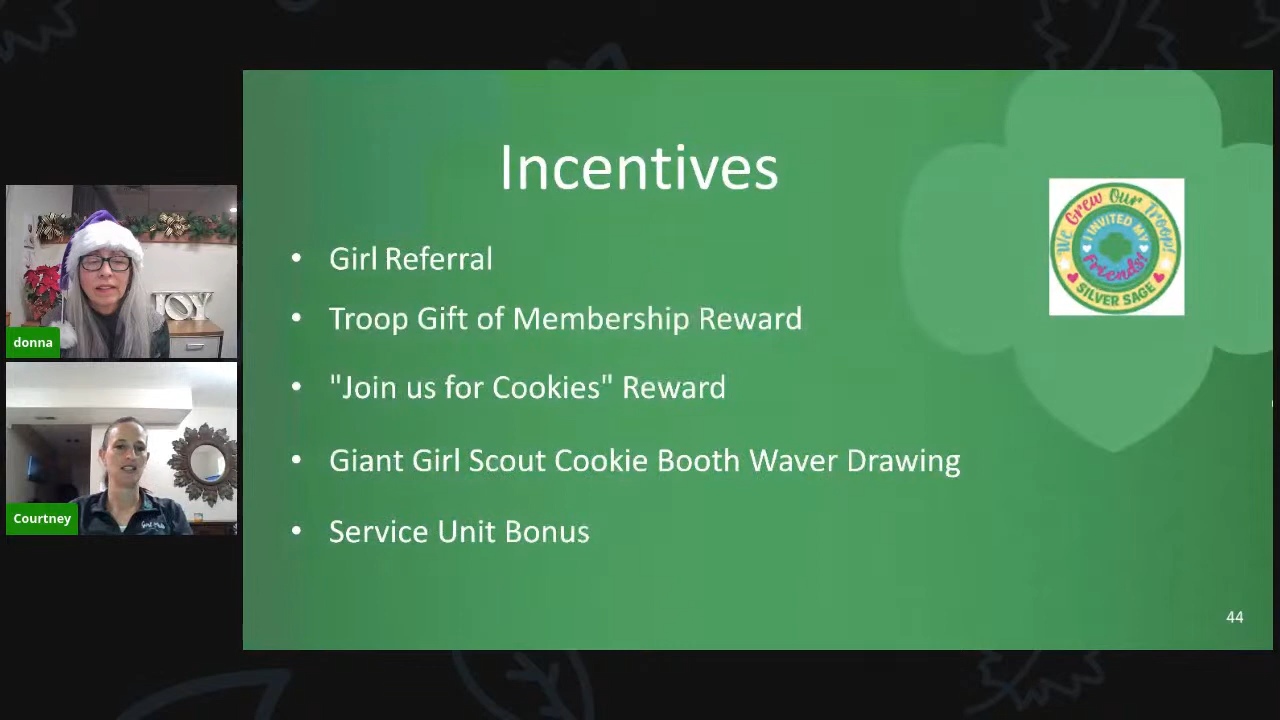 Incentives
• Girl Referral
• Troop Gift of Membership Reward
• "Join us for Cookies" Reward
• Giant Girl Scout Cookie Booth Waver Drawing
• Service Unit Bonus
44
We Grew Our Troop!
I INVITED MY
Friends!
SILVER SAGE
JOY
donna
Courtney